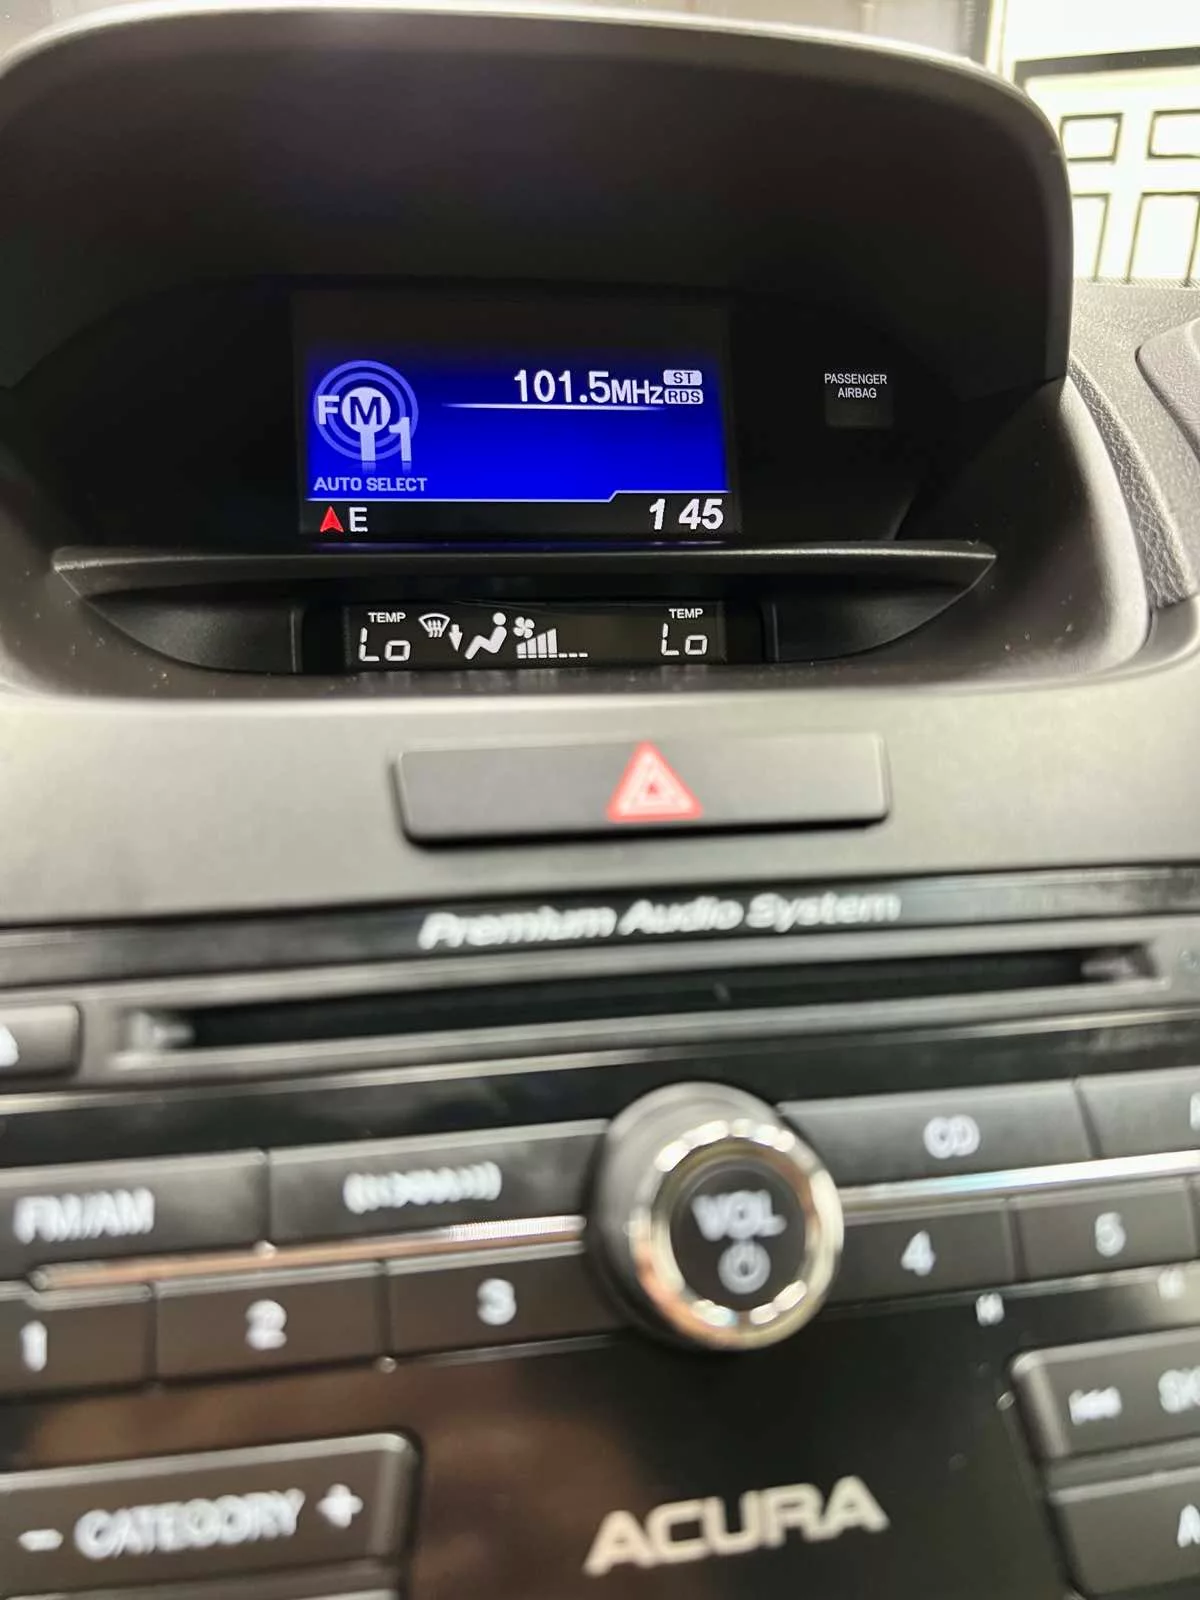 101.5MHz ST
RDS
FM
11
AUTO SELECT
E
1 45
PASSENGER
AIRBAG
TEMP
Lo
TEMP
Lo
Premium Audio System
FM/AM
CD
VOL
1
2
3
4
5
- CATEGORY +
ACURA